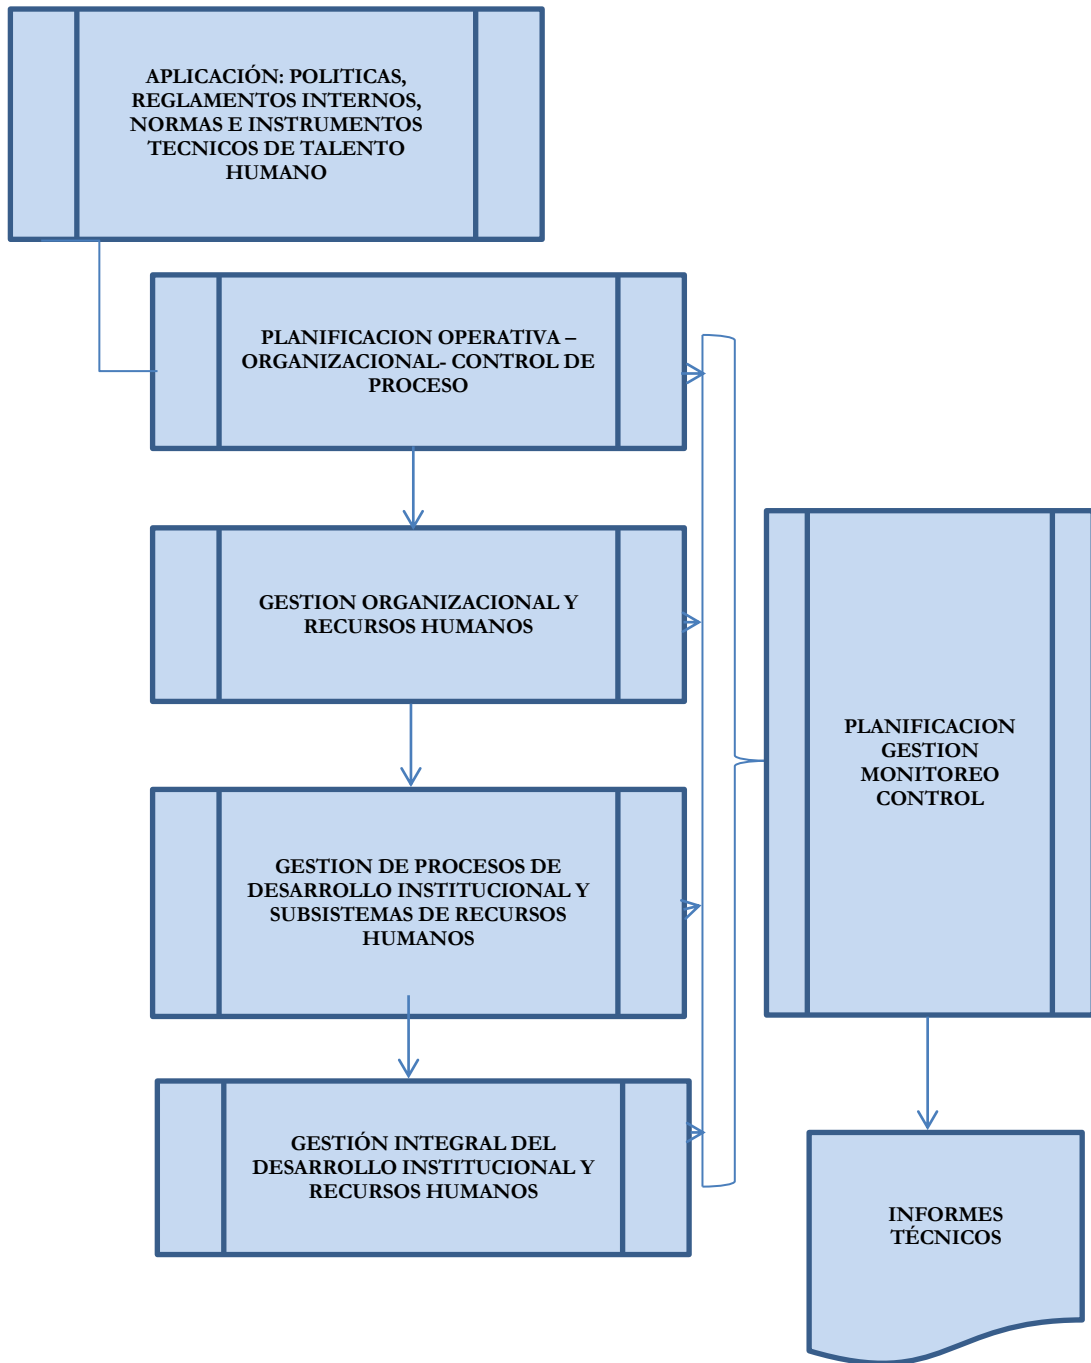 APLICACIÓN: POLITICAS,
REGLAMENTOS INTERNOS,
NORMAS E INSTRUMENTOS
TECNICOS DE TALENTO
HUMANO
PLANIFICACION OPERATIVA –
ORGANIZACIONAL- CONTROL DE
PROCESO
GESTION ORGANIZACIONAL Y
RECURSOS HUMANOS
PLANIFICACION
GESTION
MONITOREO
CONTROL
GESTION DE PROCESOS DE
DESARROLLO INSTITUCIONAL Y
SUBSISTEMAS DE RECURSOS
HUMANOS
GESTIÓN INTEGRAL DEL
DESARROLLO INSTITUCIONAL Y
RECURSOS HUMANOS
INFORMES
TÉCNICOS